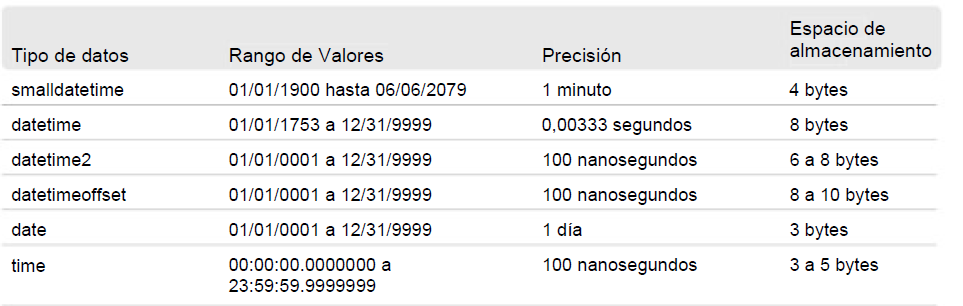 Tipo de datos Rango de Valores Precisión Espacio de almacenamiento
smalldatetime 01/01/1900 hasta 06/06/2079 1 minuto 4 bytes
datetime 01/01/1753 a 12/31/9999 0,00333 segundos 8 bytes
datetime2 01/01/0001 a 12/31/9999 100 nanosegundos 6 a 8 bytes
datetimeoffset 01/01/0001 a 12/31/9999 100 nanosegundos 8 a 10 bytes
date 01/01/0001 a 12/31/9999 1 día 3 bytes
time 00:00:00.0000000 a 23:59:59.9999999 100 nanosegundos 3 a 5 bytes